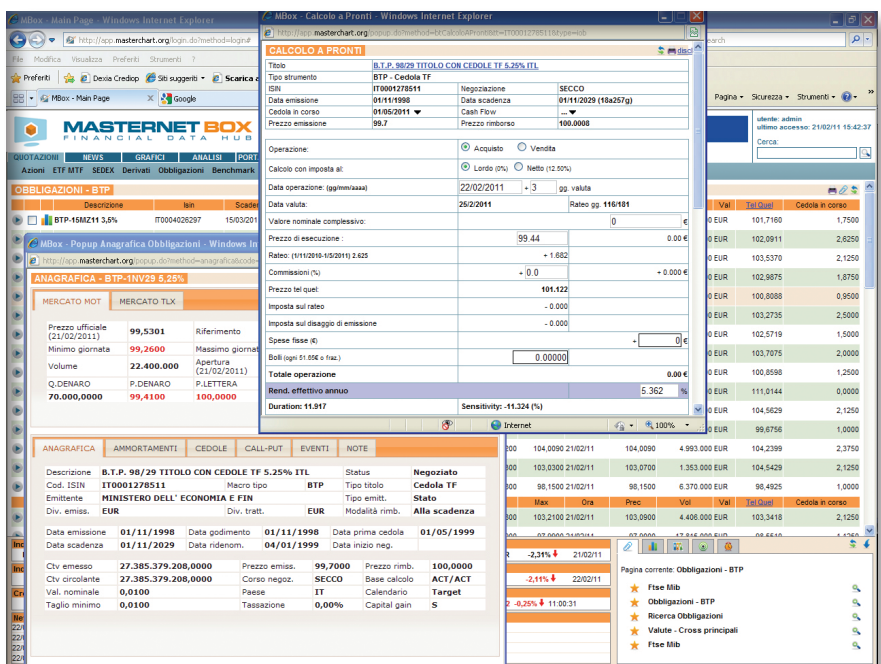 MBox - Main Page - Windows Internet Explorer
http://app.masterchart.org/login.do?method=login#
File Modifica Visualizza Preferiti Strumenti ?
Preferiti Dexia Crediop Siti suggeriti Scarica a
MBox - Main Page X Google
Pagina Sicurezza Strumenti
MASTERNET BOX
FINANCIAL DATA HUB
utente: admin
ultimo accesso: 21/02/11 15:42:37
Cerca:
QUOTAZIONI NEWS GRAFICI ANALISI PORT
Azioni ETF MTF SEDEX Derivati Obbligazioni Benchmark
OBBLIGAZIONI - BTP
Descrizione Isin Scaden
BTP-15MZ11 3,5% IT0004026297 15/03/201
MBox - Calcolo a Pronti - Windows Internet Explorer
http://app.masterchart.org/popup.do?method=btCalcoloAPronti&tit=IT0001278511&type=iob
CALCOLO A PRONTI
discl
Titolo B.T.P. 98/29 TITOLO CON CEDOLE TF 5.25% ITL
Tipo strumento BTP - Cedola TF
ISIN IT0001278511 Negoziazione SECCO
Data emissione 01/11/1998 Data scadenza 01/11/2029 (18a257g)
Cedola in corso 01/05/2011 Cash Flow ...
Prezzo emissione 99.7 Prezzo rimborso 100.0008
Operazione: Acquisto Vendita
Calcolo con imposta al: Lordo (0%) Netto (12.50%)
Data operazione: (gg/mm/aaaa) 22/02/2011 + 3 gg. valuta
Data valuta: 25/2/2011 Rateo gg. 116/181
Valore nominale complessivo: 0 €
Prezzo di esecuzione : 99.44 0.00 €
Rateo: (1/11/2010-1/5/2011) 2.625 + 1.682
Commissioni (%) + 0.0 + 0.000 €
Prezzo tel quel: 101.122
Imposta sul rateo - 0.000
Imposta sul disaggio di emissione - 0.000
Spese fisse (€) + 0 €
Bolli (ogni 51.65€ o fraz.) 0.00000
Totale operazione 0.00 €
Rend. effettivo annuo 5.362 %
Duration: 11.917 Sensitivity: -11.324 (%)
Internet 100%
Val Tel Quel Cedola in corso
0 EUR 101,7160 1,7500
0 EUR 102,0911 2,6250
0 EUR 103,5370 2,1250
0 EUR 102,9875 1,8750
0 EUR 100,8088 0,9500
0 EUR 103,2735 2,5000
0 EUR 102,5719 1,5000
0 EUR 103,7075 2,0000
0 EUR 100,8598 1,2500
0 EUR 111,0144 0,0000
0 EUR 104,5629 2,1250
0 EUR 99,6756 1,0000
300 104,0090 21/02/11 104,0090 4.993.000 EUR 104,2399 2,3750
300 103,0300 21/02/11 103,0700 1.353.000 EUR 104,5429 2,1250
300 98,1500 22/02/11 98,1500 6.370.000 EUR 98,4925 1,0000
Max Ora Prec Vol Val Tel Quel Cedola in corso
300 103,2100 21/02/11 103,0900 4.406.000 EUR 103,3418 2,1250
MBox - Popup Anagrafica Obbligazioni - Windows In
http://app.masterchart.org/popup.do?method=anagrafica&code=
ANAGRAFICA - BTP-1NV29 5,25%
MERCATO MOT MERCATO TLX
Prezzo ufficiale (21/02/2011) 99,5301 Riferimento
Minimo giornata 99,2600 Massimo giornat
Volume 22.400.000 Apertura (21/02/2011)
Q.DENARO P.DENARO P.LETTERA
70.000,0000 99,4100 100,0000
ANAGRAFICA AMMORTAMENTI CEDOLE CALL-PUT EVENTI NOTE
Descrizione B.T.P. 98/29 TITOLO CON CEDOLE TF 5.25% ITL Status Negoziato
Cod. ISIN IT0001278511 Macro tipo BTP Tipo titolo Cedola TF
Emittente MINISTERO DELL' ECONOMIA E FIN Tipo emitt. Stato
Div. emiss. EUR Div. tratt. EUR Modalità rimb. Alla scadenza
Data emissione 01/11/1998 Data godimento 01/11/1998 Data prima cedola 01/05/1999
Data scadenza 01/11/2029 Data ridenom. 04/01/1999 Data inizio neg.
Ctv emesso 27.385.379.208,0000 Prezzo emiss. 99,7000 Prezzo rimb. 100,0000
Ctv circolante 27.385.379.208,0000 Corso negoz. SECCO Base calcolo ACT/ACT
Val. nominale 0,0100 Paese IT Calendario Target
Taglio minimo 0,0100 Tassazione 0,00% Capital gain S
-2,31% 21/02/11
-2,11% 22/02/11
-0,25% 11:00:31
Pagina corrente: Obbligazioni - BTP
Ftse Mib
Obbligazioni - BTP
Ricerca Obbligazioni
Valute - Cross principali
Ftse Mib